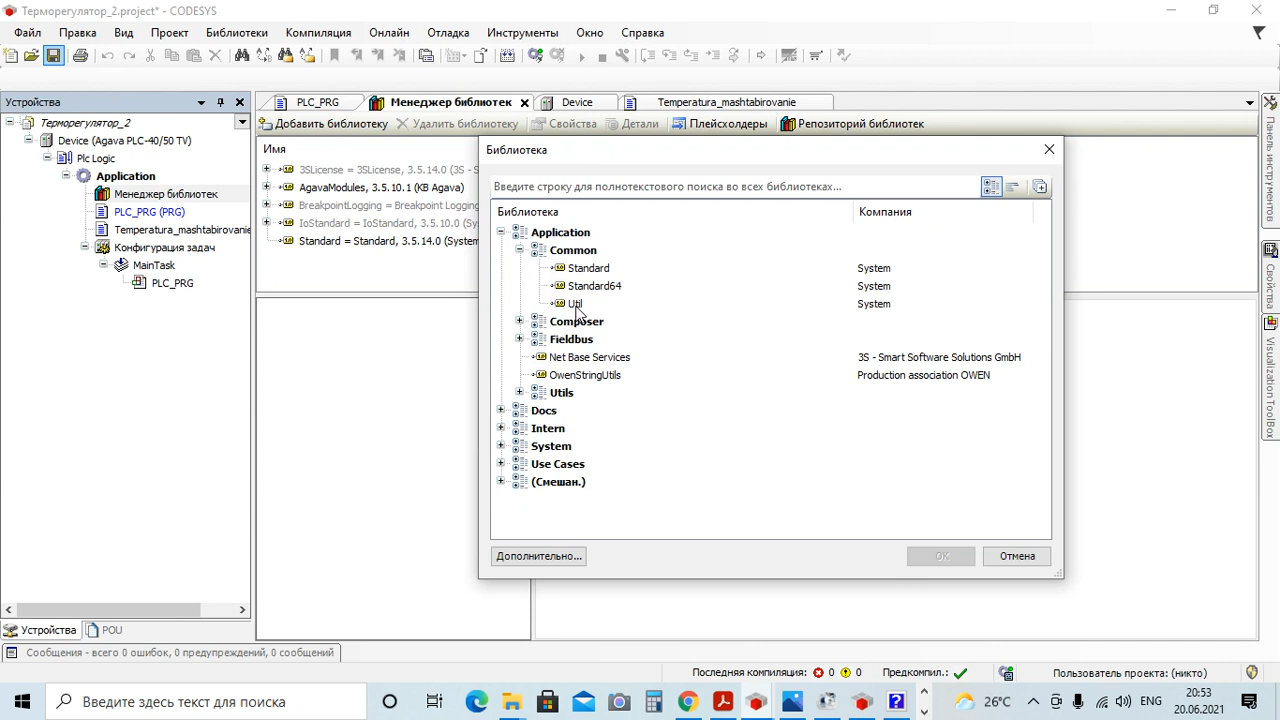 Терморегулятор_2.project* - CODESYS
Файл Правка Вид Проект Библиотеки Компиляция Онлайн Отладка Инструменты Окно Справка
Устройства
PLC_PRG Менеджер библиотек Device Temperatura_mashtabirovanie
Терморегулятор_2
Device (Agava PLC-40/50 TV)
Plc Logic
Application
Менеджер библиотек
PLC_PRG (PRG)
Temperatura_mashtabirovanie
Конфигурация задач
MainTask
PLC_PRG
Добавить библиотеку Удалить библиотеку Свойства Детали Плейсхолдеры Репозиторий библиотек
Имя
3SLicense = 3SLicense, 3.5.14.0 (3S - S
AgavaModules, 3.5.10.1 (KB Agava)
BreakpointLogging = Breakpoint Logging
IoStandard = IoStandard, 3.5.10.0 (Sys
Standard = Standard, 3.5.14.0 (System
Библиотека
Введите строку для полнотекстового поиска во всех библиотеках...
Библиотека Компания
Application
Common
Standard System
Standard64 System
Util System
Composer
Fieldbus
Net Base Services 3S - Smart Software Solutions GmbH
OwenStringUtils Production association OWEN
Utils
Docs
Intern
System
Use Cases
(Смешан.)
Дополнительно... OK Отмена
Панель инструментов
Свойства
Visualization ToolBox
Устройства POU
Сообщения - всего 0 ошибок, 0 предупреждений, 0 сообщений
Последняя компиляция: 0 0 Предкомпил.: Пользователь проекта: (никто)
Введите здесь текст для поиска
26°C ENG 20:53
20.06.2021